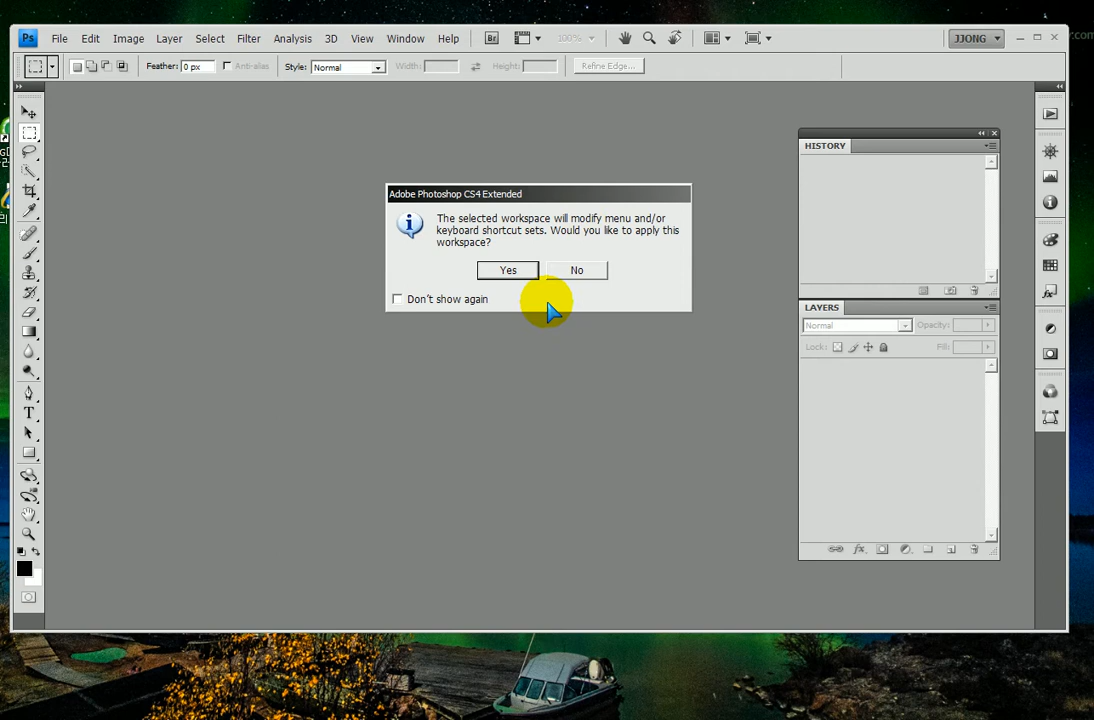 Ps File Edit Image Layer Select Filter Analysis 3D View Window Help Br 100% JJONG
Feather: 0 px Anti-alias Style: Normal Width: Height: Refine Edge...
HISTORY
Adobe Photoshop CS4 Extended
The selected workspace will modify menu and/or
keyboard shortcut sets. Would you like to apply this
workspace?
Yes No
Don't show again
LAYERS
Normal Opacity:
Lock: Fill: